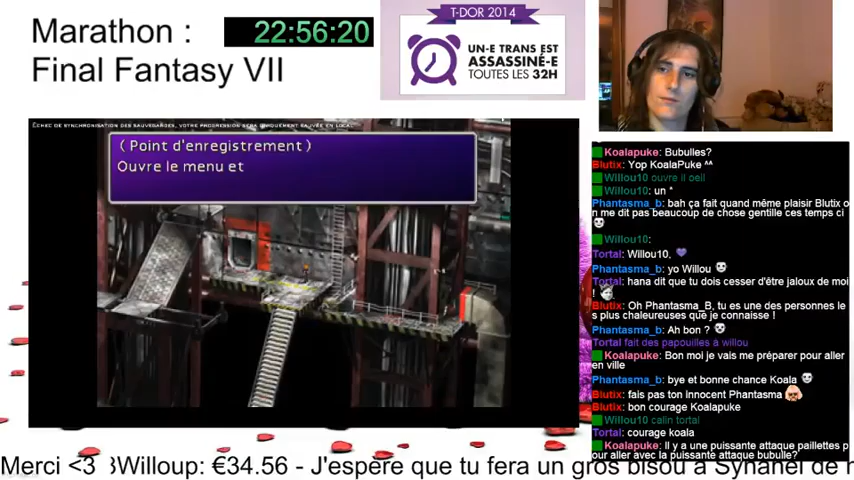 Marathon :
Final Fantasy VII
22:56:20
T-DOR 2014
UN-E TRANS EST
ASSASSINÉ-E
TOUTES LES 32H
ÉCHEC DE SYNCHRONISATION DES SAUVEGARDES, VOTRE PROGRESSION SERA UNIQUEMENT SAUVÉE EN LOCAL.
(Point d'enregistrement)
Ouvre le menu et
Koalapuke: Bubulles?
Blutix: Yop KoalaPuke ^^
Willou10 ouvre ll oeil
Willou10: un *
Phantasma_b: bah ça fait quand même plaisir Blutix o
n me dit pas beaucoup de chose gentille ces temps ci
Willou10:
Tortal: Willou10,
Phantasma_b: yo Willou
Tortal: hana dit que tu dois cesser d'être jaloux de moi
!
Blutix: Oh Phantasma_B, tu es une des personnes le
s plus chaleureuses que je connaisse !
Phantasma_b: Ah bon ?
Tortal fait des papouilles à willou
Koalapuke: Bon moi je vais me préparer pour aller
en ville
Phantasma_b: bye et bonne chance Koala
Blutix: fais pas ton innocent Phantasma
Blutix: bon courage Koalapuke
Willou10 calin tortal
Tortal: courage koala
Koalapuke: Il y a une puissante attaque paillettes p
our aller avec la puissante attaque bubulle?
Merci <3 3Willoup: €34.56 - J'espère que tu fera un gros bisou à Synahel de